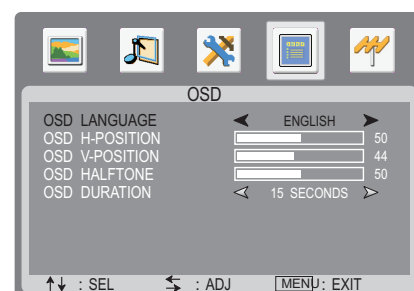 OSD
OSD LANGUAGE ENGLISH
OSD H-POSITION 50
OSD V-POSITION 44
OSD HALFTONE 50
OSD DURATION 15 SECONDS
: SEL : ADJ MENU: EXIT